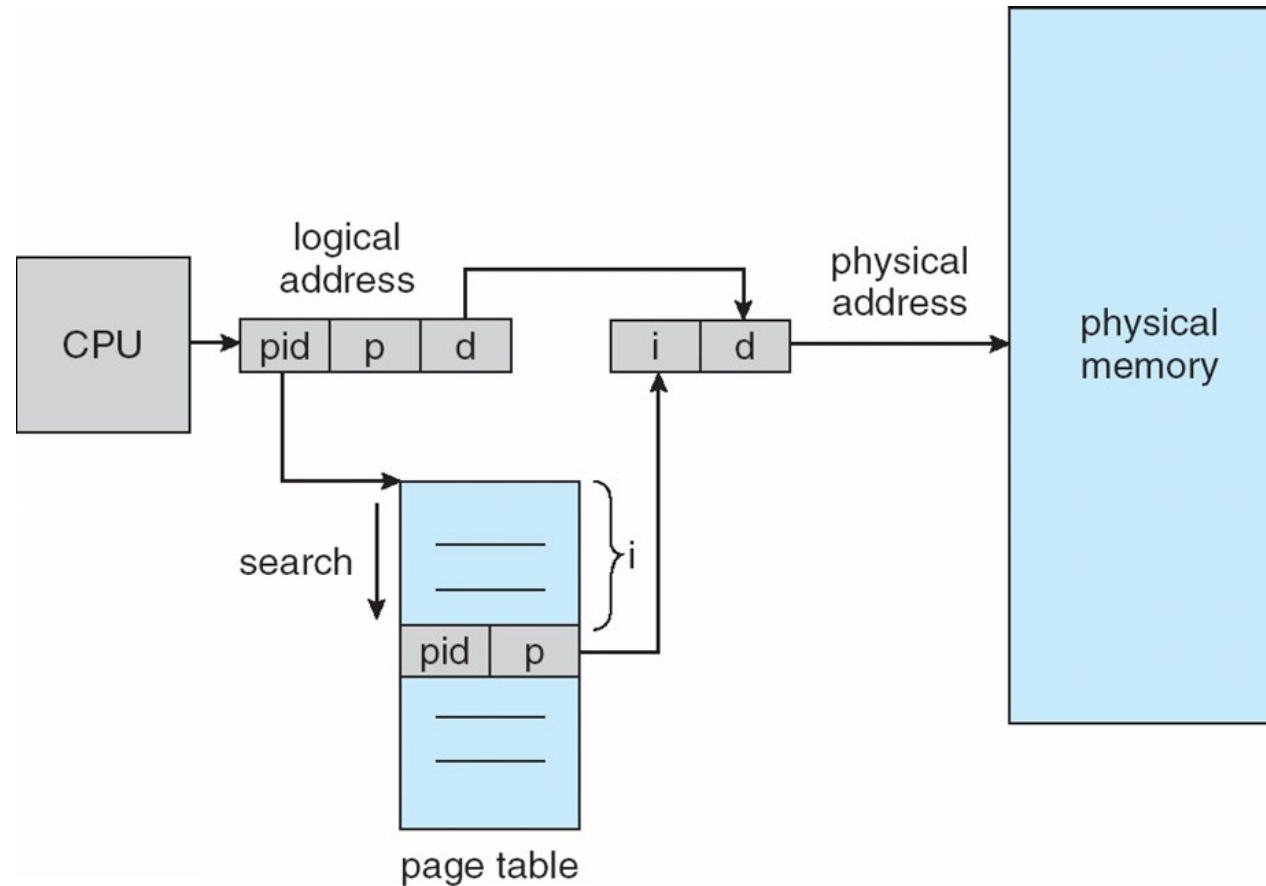 logical
address
physical
address
CPU
pid
p
d
i
d
physical
memory
search
i
pid
p
page table